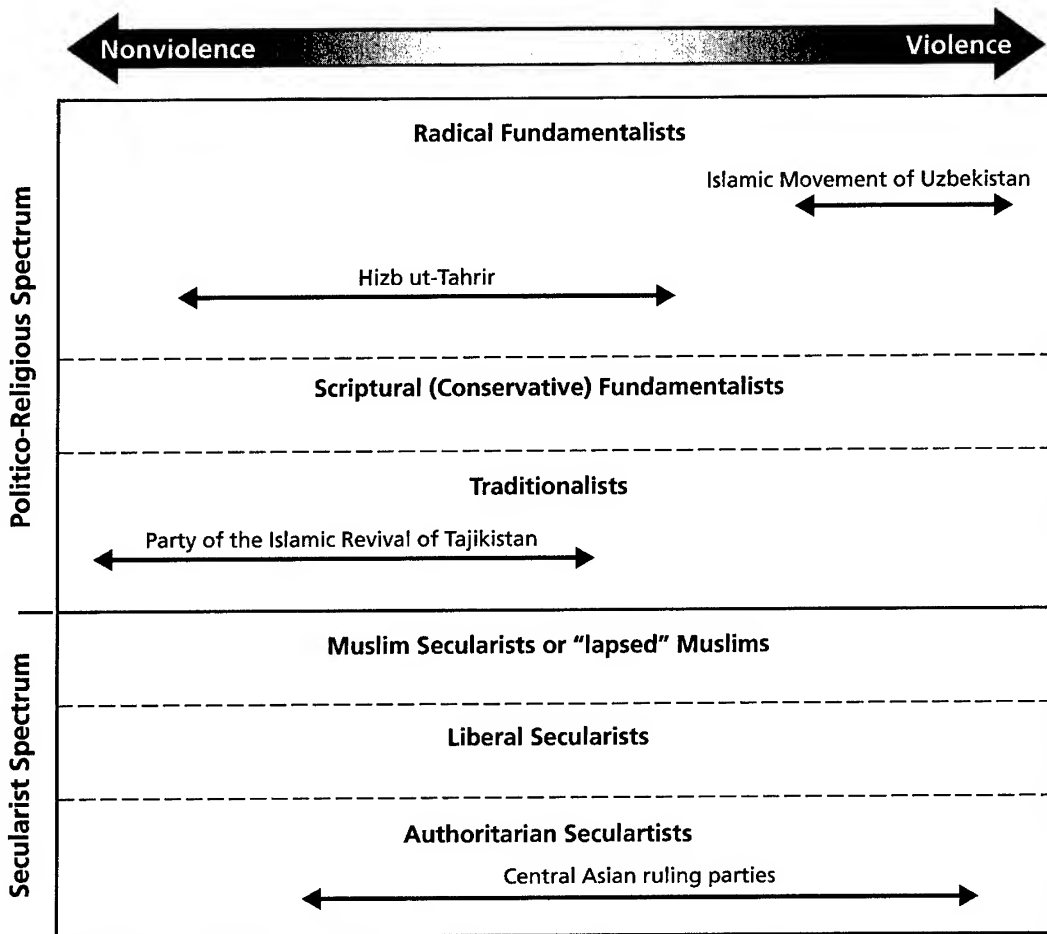 Nonviolence
Violence
Politico-Religious Spectrum
Radical Fundamentalists
Islamic Movement of Uzbekistan
Hizb ut-Tahrir
Scriptural (Conservative) Fundamentalists
Traditionalists
Party of the Islamic Revival of Tajikistan
Secularist Spectrum
Muslim Secularists or “lapsed” Muslims
Liberal Secularists
Authoritarian Seculartists
Central Asian ruling parties